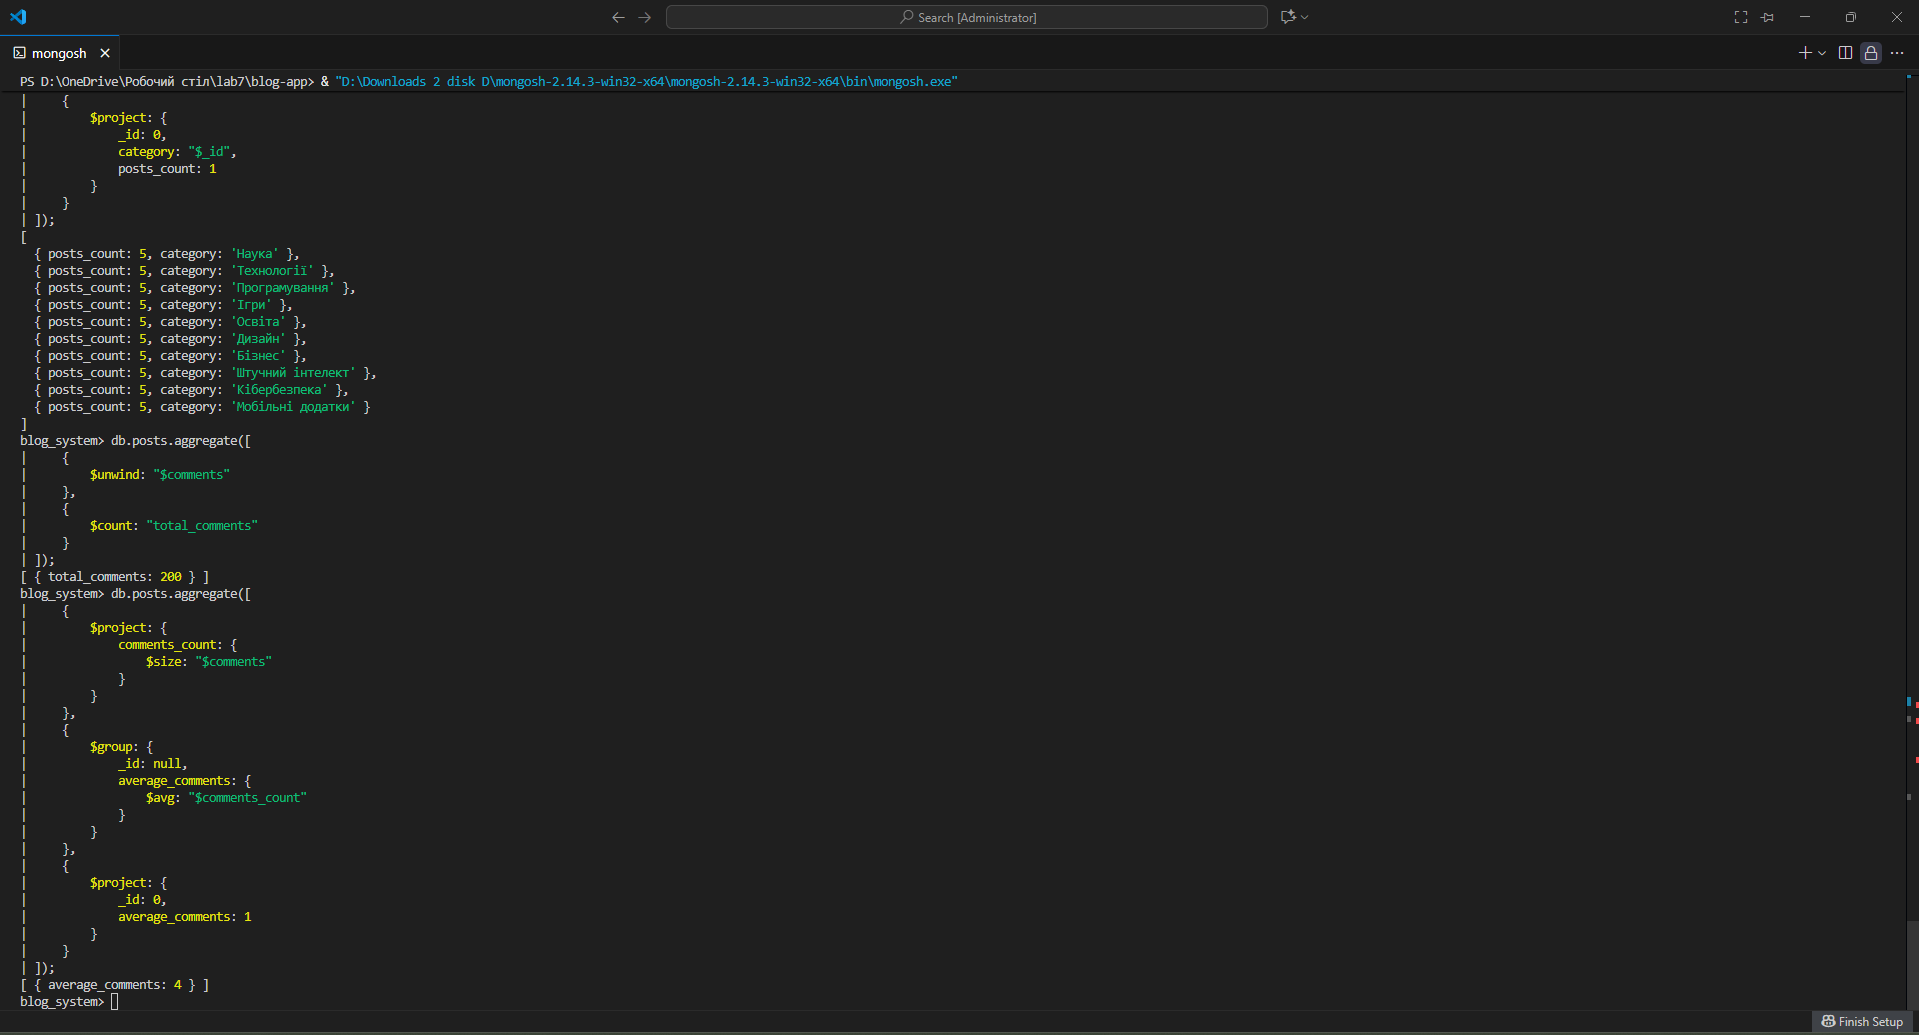 Search [Administrator]
mongosh
PS D:\OneDrive\Робочий стіл\lab7\blog-app> & "D:\Downloads 2 disk D\mongosh-2.14.3-win32-x64\mongosh-2.14.3-win32-x64\bin\mongosh.exe"
|     {
|         $project: {
|             _id: 0,
|             category: "$_id",
|             posts_count: 1
|         }
|     }
| ]);
[
  { posts_count: 5, category: 'Наука' },
  { posts_count: 5, category: 'Технології' },
  { posts_count: 5, category: 'Програмування' },
  { posts_count: 5, category: 'Ігри' },
  { posts_count: 5, category: 'Освіта' },
  { posts_count: 5, category: 'Дизайн' },
  { posts_count: 5, category: 'Бізнес' },
  { posts_count: 5, category: 'Штучний інтелект' },
  { posts_count: 5, category: 'Кібербезпека' },
  { posts_count: 5, category: 'Мобільні додатки' }
]
blog_system> db.posts.aggregate([
|     {
|         $unwind: "$comments"
|     },
|     {
|         $count: "total_comments"
|     }
| ]);
[ { total_comments: 200 } ]
blog_system> db.posts.aggregate([
|     {
|         $project: {
|             comments_count: {
|                 $size: "$comments"
|             }
|         }
|     },
|     {
|         $group: {
|             _id: null,
|             average_comments: {
|                 $avg: "$comments_count"
|             }
|         }
|     },
|     {
|         $project: {
|             _id: 0,
|             average_comments: 1
|         }
|     }
| ]);
[ { average_comments: 4 } ]
blog_system>
Finish Setup